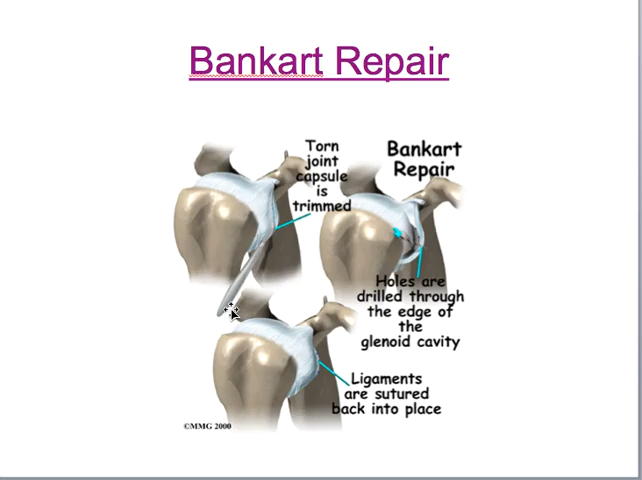 Bankart Repair
Torn
joint
capsule
is
trimmed
Bankart
Repair
Holes are
drilled through
the edge of
the
glenoid cavity
Ligaments
are sutured
back into place
©MMG 2000